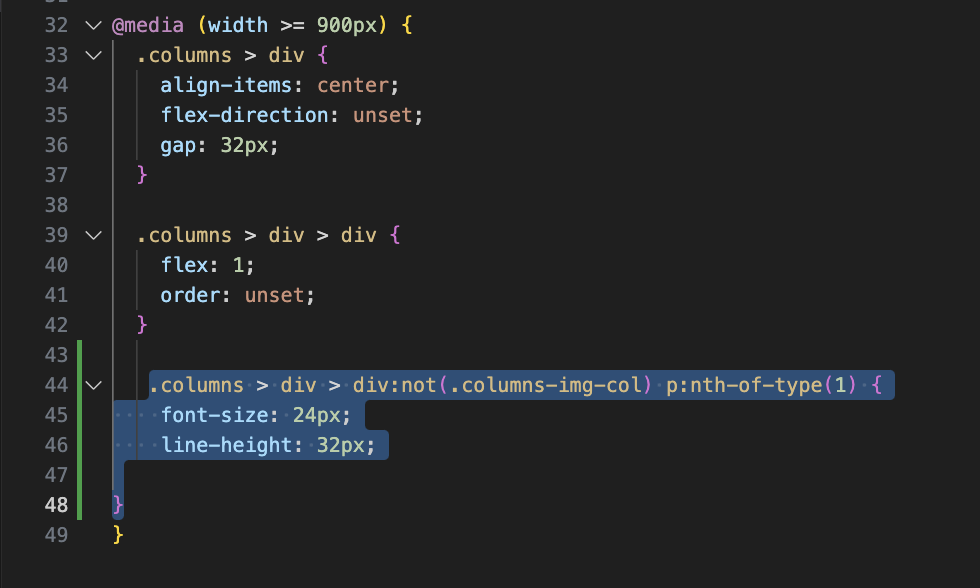 32 @media (width >= 900px) {
33 .columns > div {
34 align-items: center;
35 flex-direction: unset;
36 gap: 32px;
37 }
38
39 .columns > div > div {
40 flex: 1;
41 order: unset;
42 }
43
44 .columns > div > div:not(.columns-img-col) p:nth-of-type(1) {
45 font-size: 24px;
46 line-height: 32px;
47
48 }
49 }